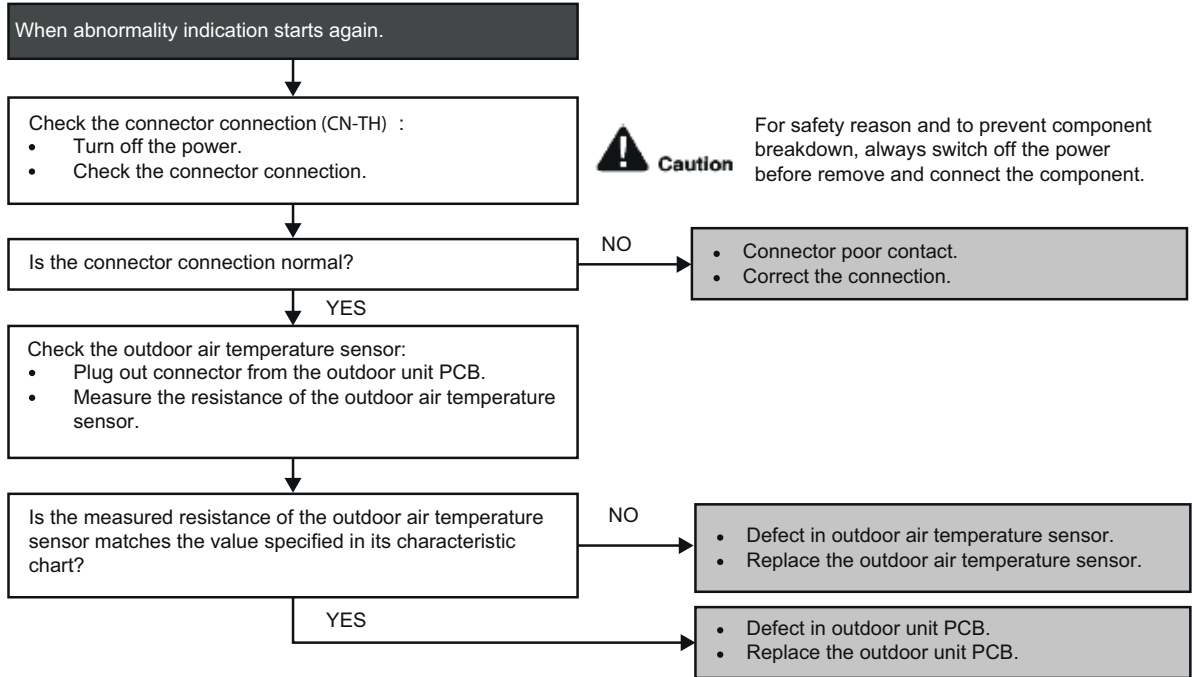 When abnormality indication starts again.
Check the connector connection (CN-TH) :
• Turn off the power.
• Check the connector connection.
Caution
For safety reason and to prevent component
breakdown, always switch off the power
before remove and connect the component.
Is the connector connection normal?
NO
• Connector poor contact.
• Correct the connection.
YES
Check the outdoor air temperature sensor:
• Plug out connector from the outdoor unit PCB.
• Measure the resistance of the outdoor air temperature
sensor.
Is the measured resistance of the outdoor air temperature
sensor matches the value specified in its characteristic
chart?
NO
• Defect in outdoor air temperature sensor.
• Replace the outdoor air temperature sensor.
YES
• Defect in outdoor unit PCB.
• Replace the outdoor unit PCB.